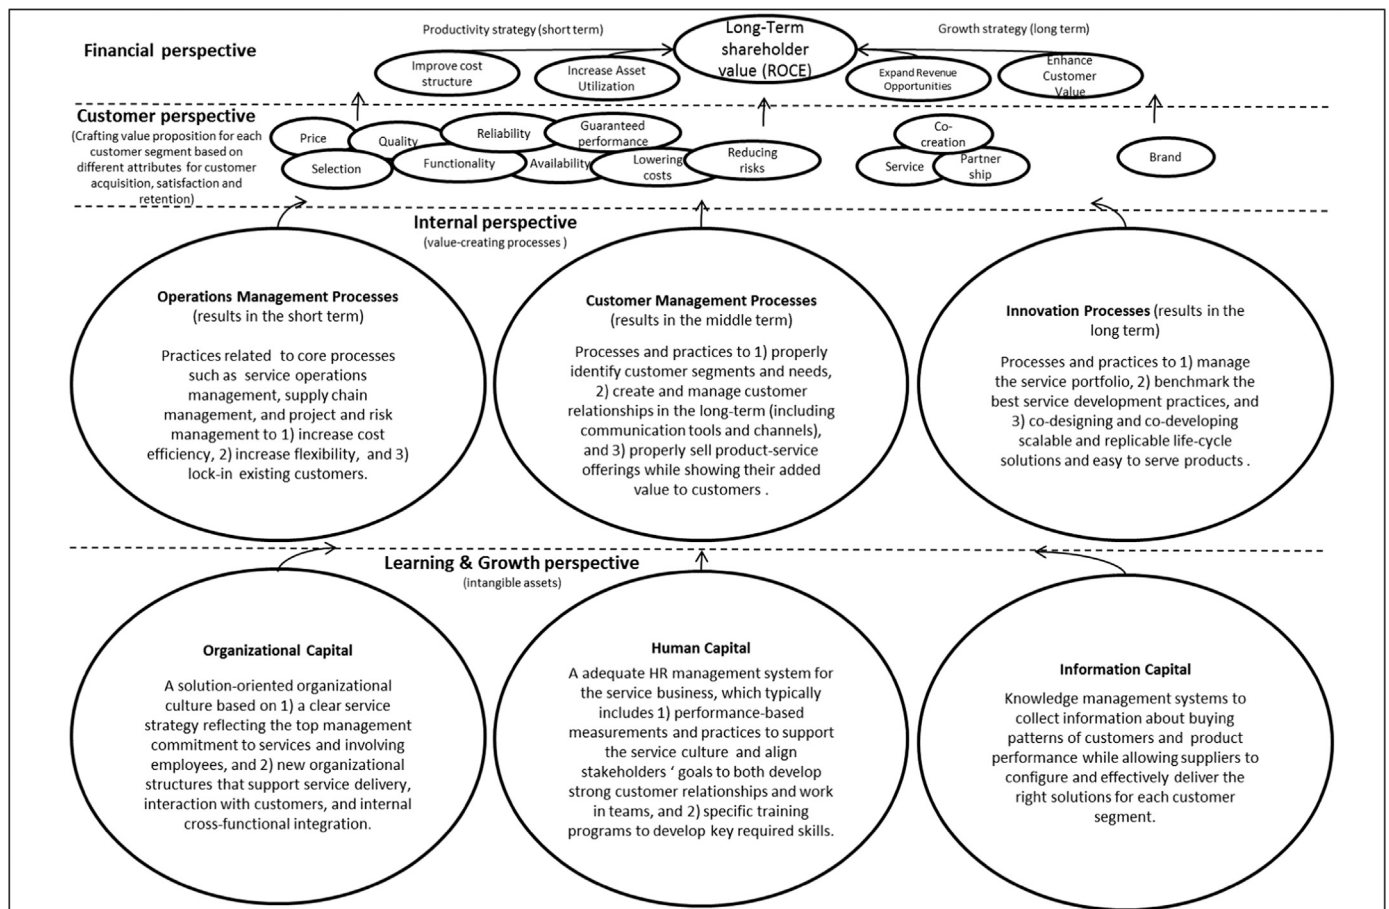 Financial perspective
Productivity strategy (short term)
Growth strategy (long term)
Long-Term
shareholder
value (ROCE)
Improve cost
structure
Increase Asset
Utilization
Expand Revenue
Opportunities
Enhance
Customer
Value
Customer perspective
(Crafting value proposition for each
customer segment based on
different attributes for customer
acquisition, satisfaction and
retention)
Price
Selection
Quality
Functionality
Reliability
Availability
Guaranteed
performance
Lowering
costs
Reducing
risks
Co-
creation
Service
Partner
ship
Brand
Internal perspective
(value-creating processes )
Operations Management Processes
(results in the short term)
Practices related to core processes
such as service operations
management, supply chain
management, and project and risk
management to 1) increase cost
efficiency, 2) increase flexibility, and 3)
lock-in existing customers.
Customer Management Processes
(results in the middle term)
Processes and practices to 1) properly
identify customer segments and needs,
2) create and manage customer
relationships in the long-term (including
communication tools and channels),
and 3) properly sell product-service
offerings while showing their added
value to customers .
Innovation Processes (results in the
long term)
Processes and practices to 1) manage
the service portfolio, 2) benchmark the
best service development practices, and
3) co-designing and co-developing
scalable and replicable life-cycle
solutions and easy to serve products .
Learning & Growth perspective
(intangible assets)
Organizational Capital
A solution-oriented organizational
culture based on 1) a clear service
strategy reflecting the top management
commitment to services and involving
employees, and 2) new organizational
structures that support service delivery,
interaction with customers, and internal
cross-functional integration.
Human Capital
A adequate HR management system for
the service business, which typically
includes 1) performance-based
measurements and practices to support
the service culture and align
stakeholders ‘ goals to both develop
strong customer relationships and work
in teams, and 2) specific training
programs to develop key required skills.
Information Capital
Knowledge management systems to
collect information about buying
patterns of customers and product
performance while allowing suppliers to
configure and effectively deliver the
right solutions for each customer
segment.